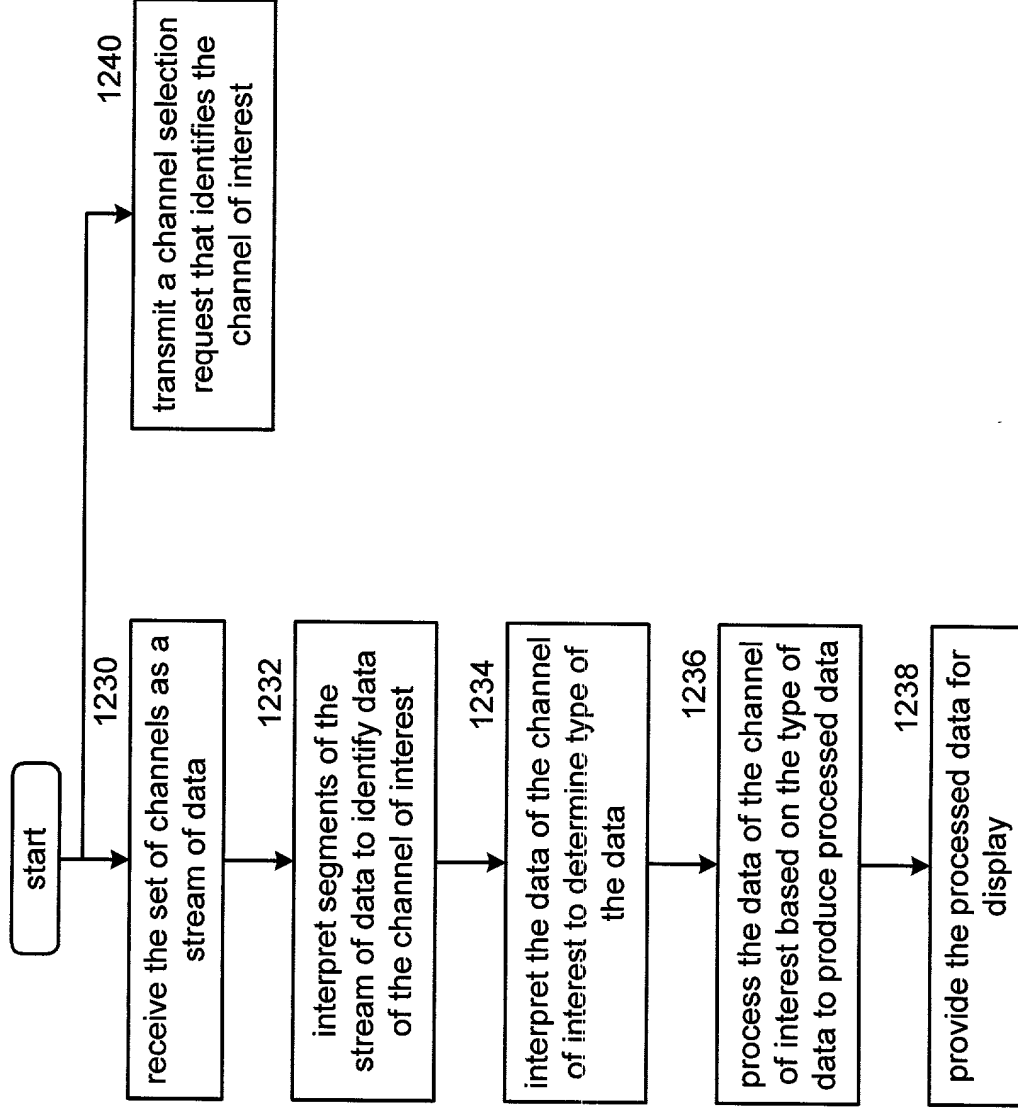 start
1230
receive the set of channels as a
stream of data
1232
interpret segments of the
stream of data to identify data
of the channel of interest
1234
interpret the data of the channel
of interest to determine type of
the data
1236
process the data of the channel
of interest based on the type of
data to produce processed data
1238
provide the processed data for
display
1240
transmit a channel selection
request that identifies the
channel of interest